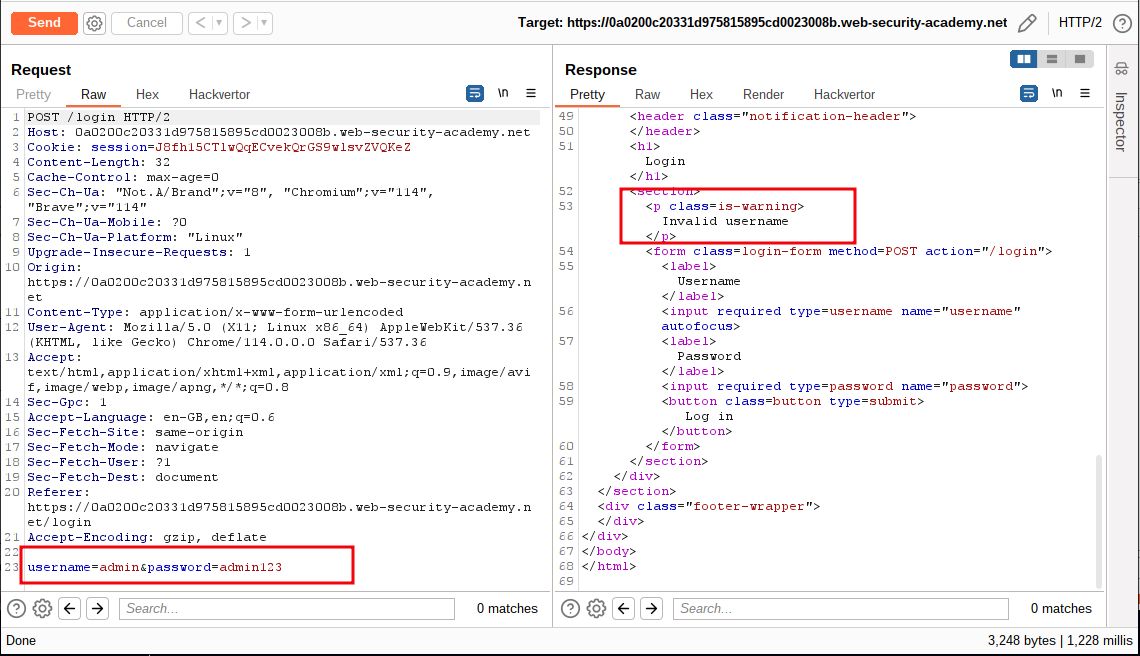 Send Cancel < > Target: https://0a0200c20331d975815895cd0023008b.web-security-academy.net HTTP/2
Request
Pretty Raw Hex Hackvertor \n
1 POST /login HTTP/2
2 Host: 0a0200c20331d975815895cd0023008b.web-security-academy.net
3 Cookie: session=J8fh15CTlwQqECvekQrGS9wlsvZVQKeZ
4 Content-Length: 32
5 Cache-Control: max-age=0
6 Sec-Ch-Ua: "Not.A/Brand";v="8", "Chromium";v="114",
"Brave";v="114"
7 Sec-Ch-Ua-Mobile: ?0
8 Sec-Ch-Ua-Platform: "Linux"
9 Upgrade-Insecure-Requests: 1
10 Origin:
https://0a0200c20331d975815895cd0023008b.web-security-academy.n
et
11 Content-Type: application/x-www-form-urlencoded
12 User-Agent: Mozilla/5.0 (X11; Linux x86_64) AppleWebKit/537.36
(KHTML, like Gecko) Chrome/114.0.0.0 Safari/537.36
13 Accept:
text/html,application/xhtml+xml,application/xml;q=0.9,image/avi
f,image/webp,image/apng,*/*;q=0.8
14 Sec-Gpc: 1
15 Accept-Language: en-GB,en;q=0.6
16 Sec-Fetch-Site: same-origin
17 Sec-Fetch-Mode: navigate
18 Sec-Fetch-User: ?1
19 Sec-Fetch-Dest: document
20 Referer:
https://0a0200c20331d975815895cd0023008b.web-security-academy.n
et/login
21 Accept-Encoding: gzip, deflate
22
23 username=admin&password=admin123
Search... 0 matches
Response
Pretty Raw Hex Render Hackvertor \n
49 <header class="notification-header">
50 </header>
51 <h1>
Login
</h1>
52 <section>
53 <p class=is-warning>
Invalid username
</p>
54 <form class=login-form method=POST action="/login">
55 <label>
Username
</label>
56 <input required type=username name="username"
autofocus>
57 <label>
Password
</label>
58 <input required type=password name="password">
59 <button class=button type=submit>
Log in
</button>
60 </form>
61 </section>
62 </div>
63 </section>
64 <div class="footer-wrapper">
65 </div>
66 </div>
67 </body>
68 </html>
69
Search... 0 matches
Inspector
Done 3,248 bytes | 1,228 millis